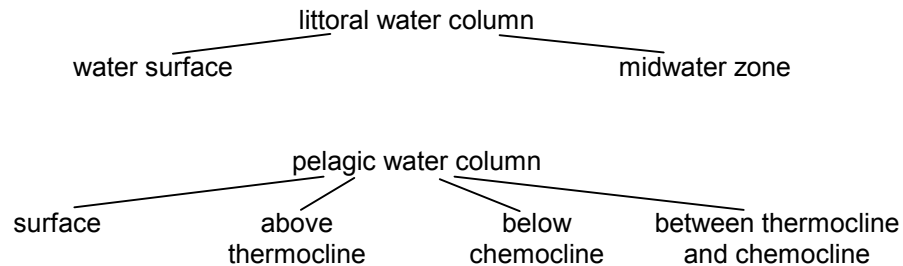 littoral water column
water surface
midwater zone
pelagic water column
surface
above
thermocline
below
chemocline
between thermocline
and chemocline